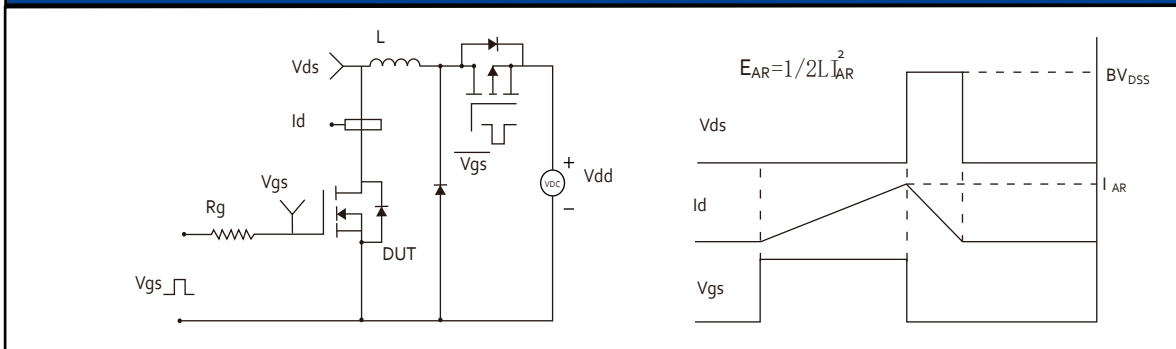 L
Vds
Id
Vgs
Rg
Vgs
DUT
Vgs
VDC
+
Vdd
−
E_AR=1/2LI²_AR
BV_DSS
Vds
I_AR
Id
Vgs